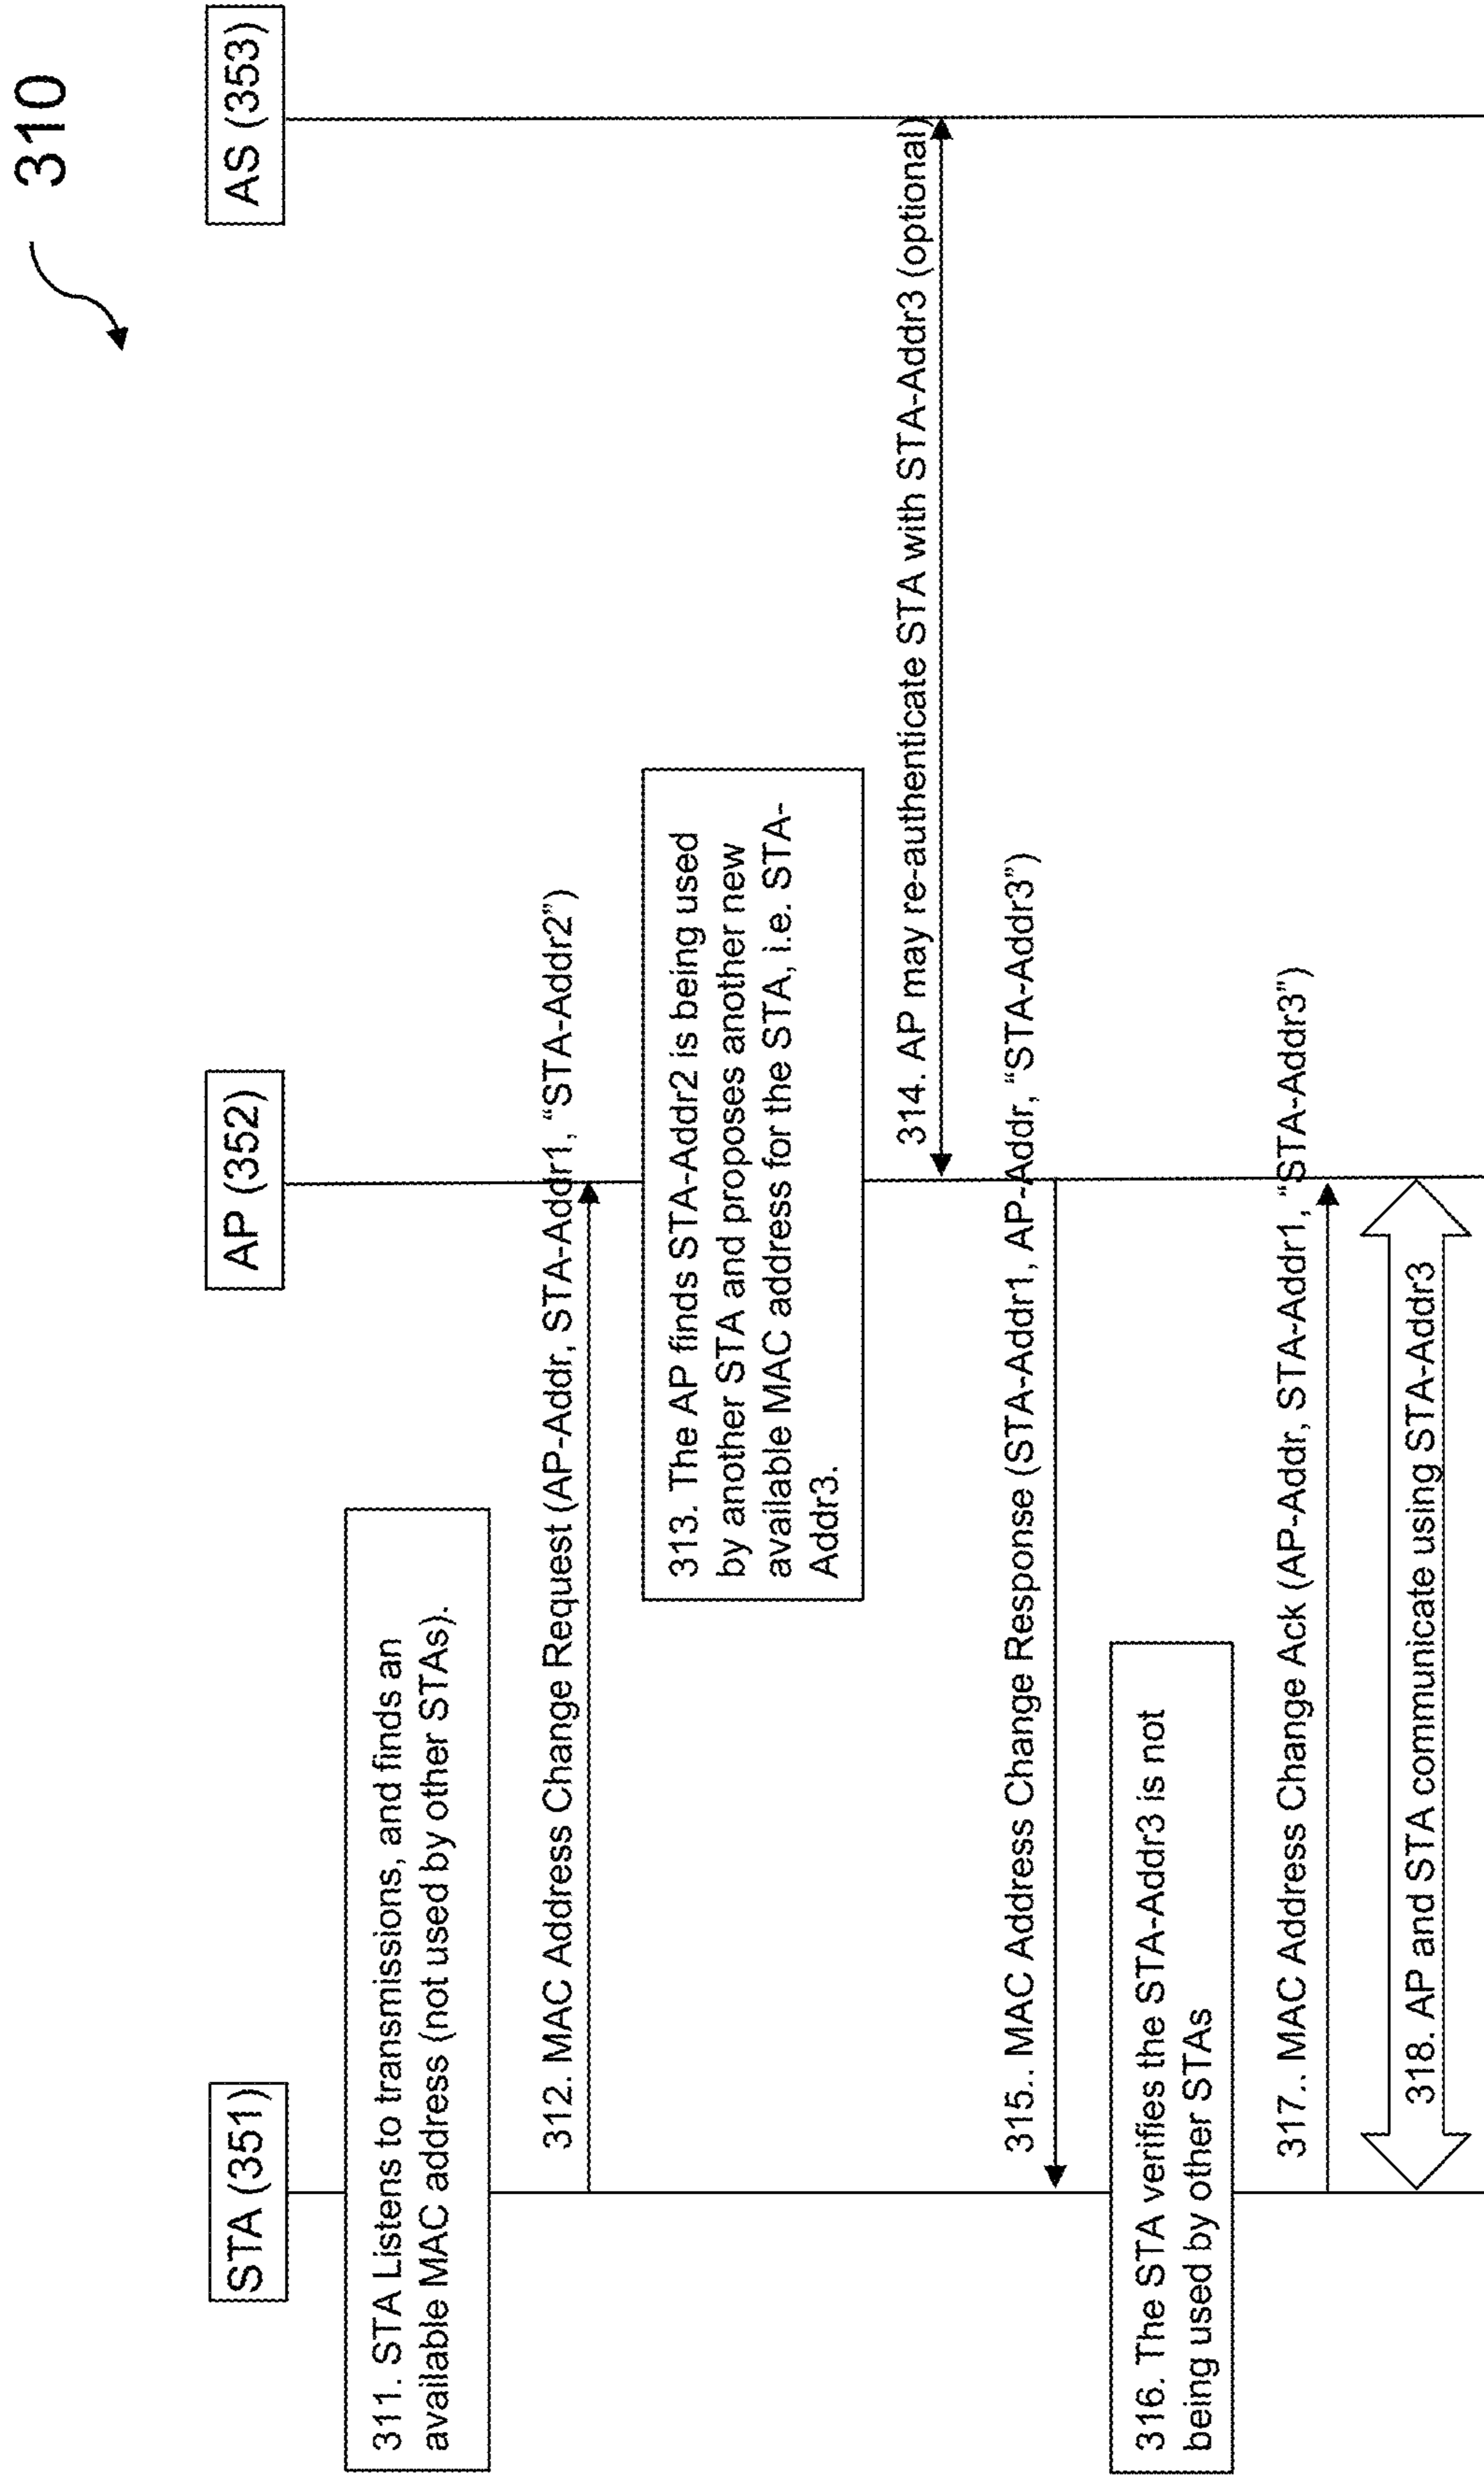 310
STA (351)
AP (352)
AS (353)
311. STA Listens to transmissions, and finds an
available MAC address (not used by other STAs).
312. MAC Address Change Request (AP-Addr, STA-Addr1, “STA-Addr2”)
313. The AP finds STA-Addr2 is being used
by another STA and proposes another new
available MAC address for the STA, i.e. STA-
Addr3.
314. AP may re-authenticate STA with STA-Addr3 (optional)
315.. MAC Address Change Response (STA-Addr1, AP-Addr, “STA-Addr3”)
316. The STA verifies the STA-Addr3 is not
being used by other STAs
317.. MAC Address Change Ack (AP-Addr, STA-Addr1, “STA-Addr3”)
318. AP and STA communicate using STA-Addr3